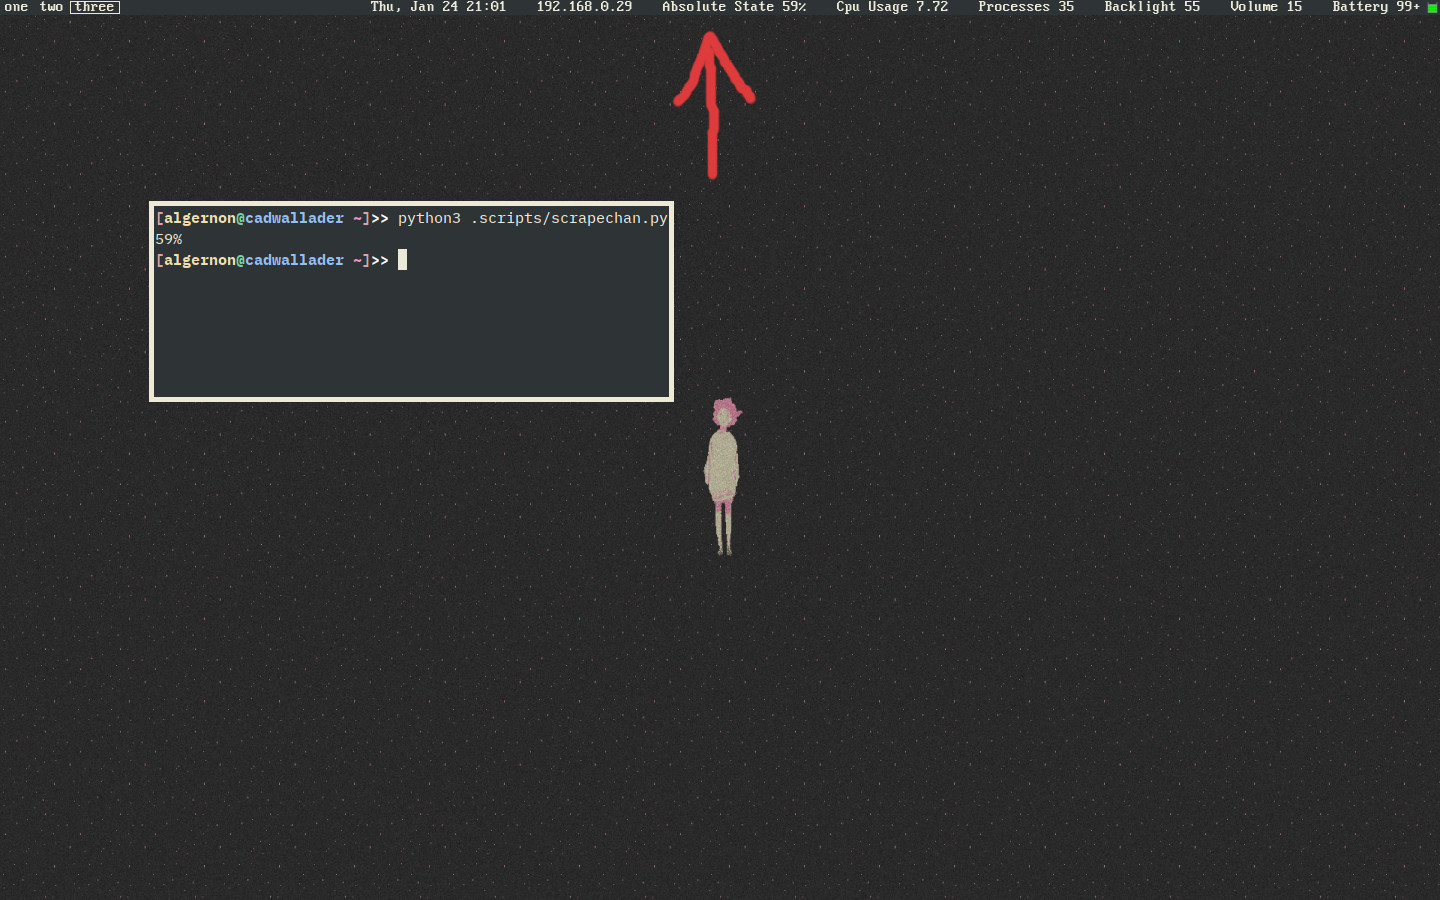 one two three Thu, Jan 24 21:01 192.168.0.29 Absolute State 59% Cpu Usage 7.72 Processes 35 Backlight 55 Volume 15 Battery 99+
[algernon@cadwallader ~]>> python3 .scripts/scrapechan.py
59%
[algernon@cadwallader ~]>>